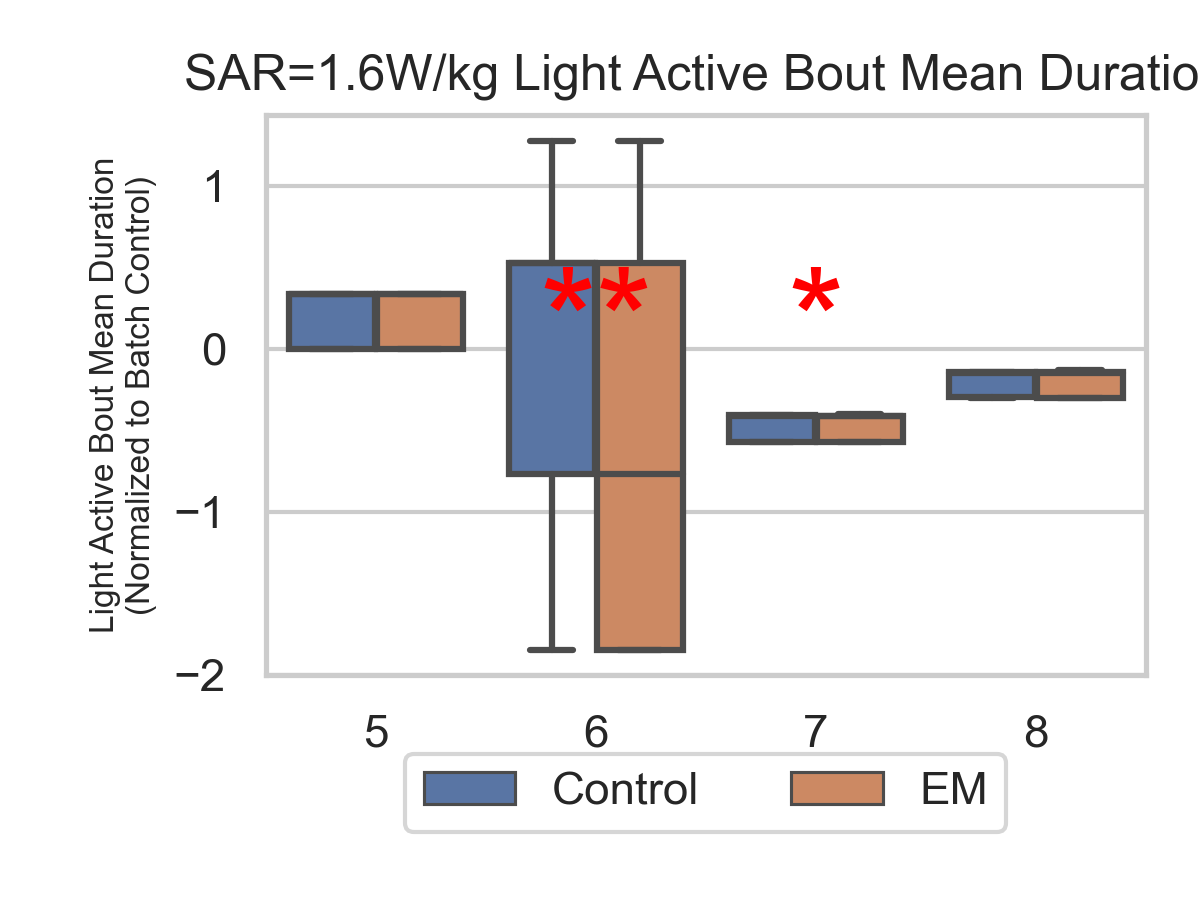 SAR=1.6W/kg Light Active Bout Mean Duratio
Light Active Bout Mean Duration
(Normalized to Batch Control)
1
0
−1
−2
**
*
5 6 7 8
Control EM